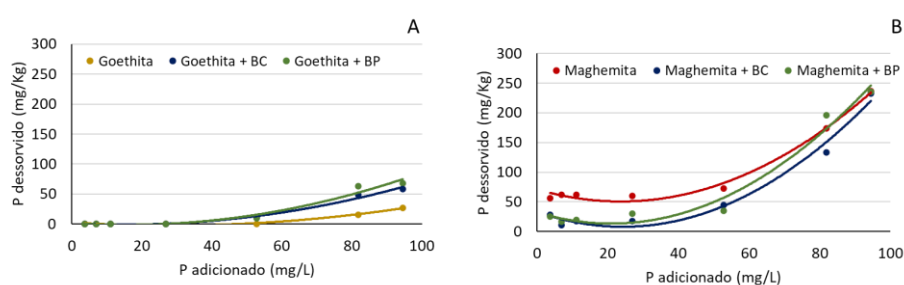 A
P dessorvido (mg/Kg)
300
250
200
150
100
50
0
Goethita
Goethita + BC
Goethita + BP
0 20 40 60 80 100
P adicionado (mg/L)
B
P dessorvido (mg/Kg)
300
250
200
150
100
50
0
Maghemita
Maghemita + BC
Maghemita + BP
0 20 40 60 80 100
P adicionado (mg/L)